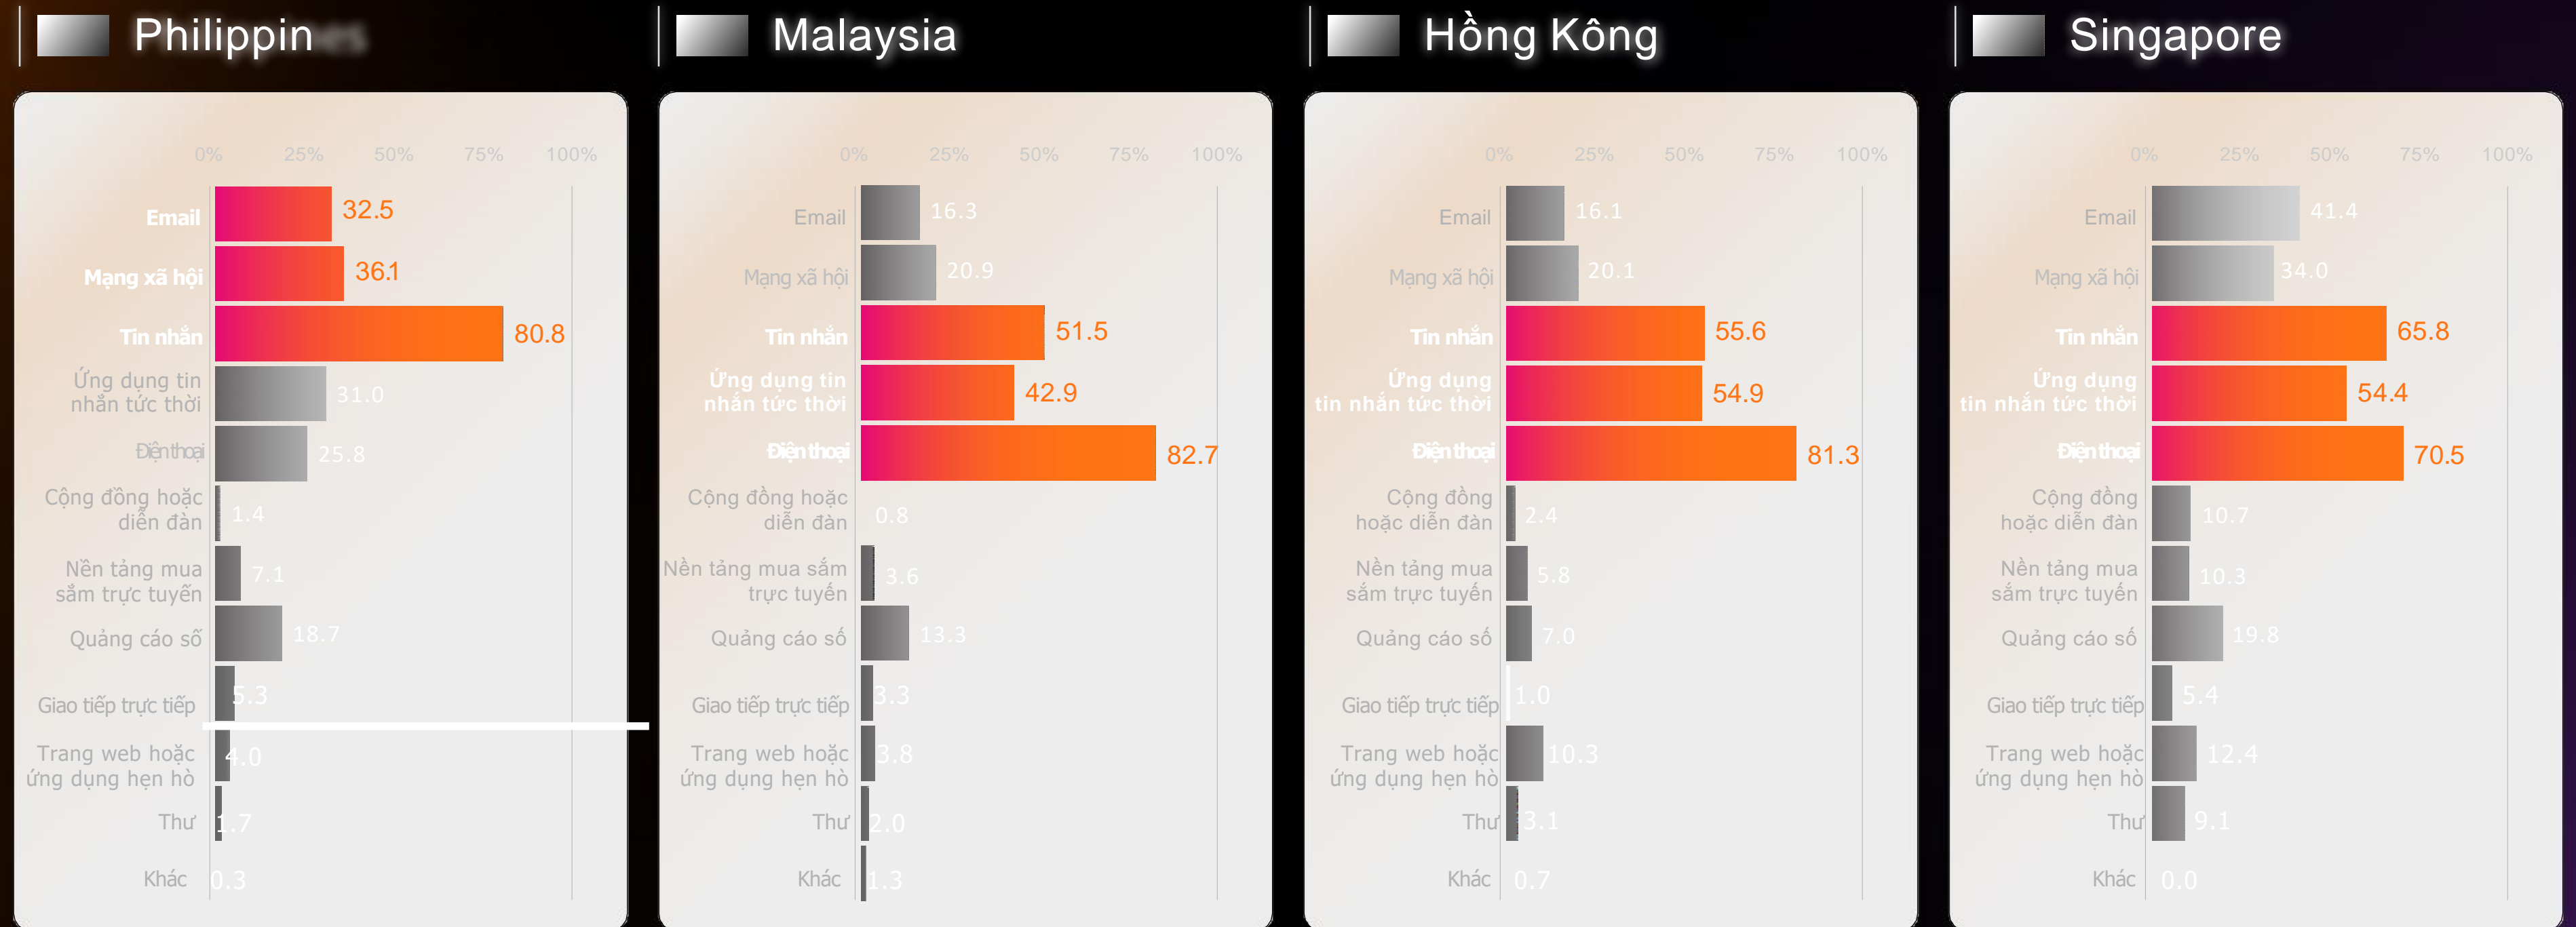 Philippines
0% 25% 50% 75% 100%
Email 32.5
Mạng xã hội 36.1
Tin nhắn 80.8
Ứng dụng tin
nhắn tức thời 31.0
Điện thoại 25.8
Cộng đồng hoặc
diễn đàn 1.4
Nền tảng mua
sắm trực tuyến 7.1
Quảng cáo số 18.7
Giao tiếp trực tiếp 5.3
Trang web hoặc
ứng dụng hẹn hò 4.0
Thư 1.7
Khác 0.3
Malaysia
0% 25% 50% 75% 100%
Email 16.3
Mạng xã hội 20.9
Tin nhắn 51.5
Ứng dụng tin
nhắn tức thời 42.9
Điện thoại 82.7
Cộng đồng hoặc
diễn đàn 0.8
Nền tảng mua sắm
trực tuyến 3.6
Quảng cáo số 13.3
Giao tiếp trực tiếp 3.3
Trang web hoặc
ứng dụng hẹn hò 3.8
Thư 2.0
Khác 1.3
Hồng Kông
0% 25% 50% 75% 100%
Email 16.1
Mạng xã hội 20.1
Tin nhắn 55.6
Ứng dụng
tin nhắn tức thời 54.9
Điện thoại 81.3
Cộng đồng
hoặc diễn đàn 2.4
Nền tảng mua
sắm trực tuyến 5.8
Quảng cáo số 7.0
Giao tiếp trực tiếp 1.0
Trang web hoặc
ứng dụng hẹn hò 10.3
Thư 3.1
Khác 0.7
Singapore
0% 25% 50% 75% 100%
Email 41.4
Mạng xã hội 34.0
Tin nhắn 65.8
Ứng dụng
tin nhắn tức thời 54.4
Điện thoại 70.5
Cộng đồng
hoặc diễn đàn 10.7
Nền tảng mua
sắm trực tuyến 10.3
Quảng cáo số 19.8
Giao tiếp trực tiếp 5.4
Trang web hoặc
ứng dụng hẹn hò 12.4
Thư 9.1
Khác 0.0